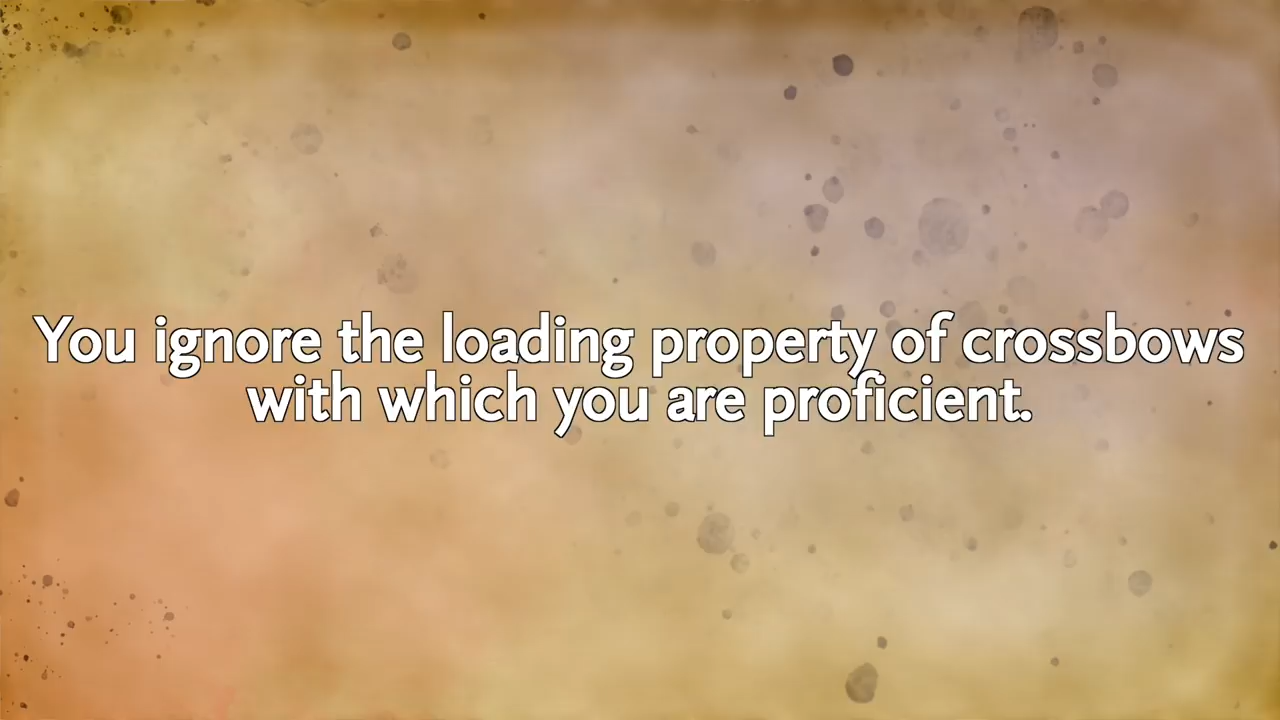 You ignore the loading property of crossbows
with which you are proficient.